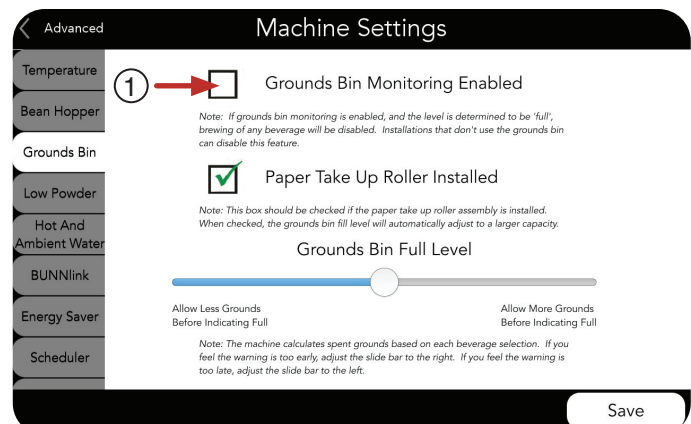 Advanced
Machine Settings
Temperature
Bean Hopper
Grounds Bin
Low Powder
Hot And
Ambient Water
BUNNlink
Energy Saver
Scheduler
1
Grounds Bin Monitoring Enabled
Note: If grounds bin monitoring is enabled, and the level is determined to be 'full',
brewing of any beverage will be disabled. Installations that don't use the grounds bin
can disable this feature.
Paper Take Up Roller Installed
Note: This box should be checked if the paper take up roller assembly is installed.
When checked, the grounds bin fill level will automatically adjust to a larger capacity.
Grounds Bin Full Level
Allow Less Grounds
Before Indicating Full
Allow More Grounds
Before Indicating Full
Note: The machine calculates spent grounds based on each beverage selection. If you
feel the warning is too early, adjust the slide bar to the right. If you feel the warning is
too late, adjust the slide bar to the left.
Save